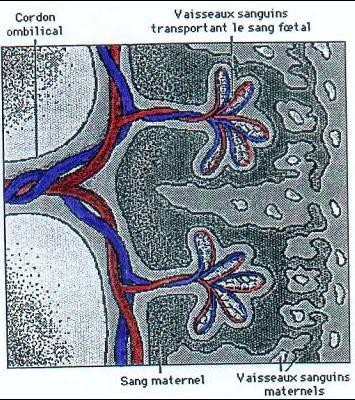 Cordon
ombilical
Vaisseaux sanguins
transportant le sang fœtal
Sang maternel
Vaisseaux sanguins
maternels